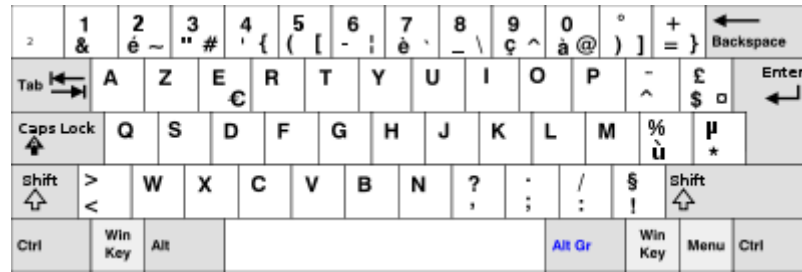 2 1 & 2 é ~ 3 " # 4 ' { 5 ( [ 6 - ¦ 7 è ` 8 _ \ 9 ç ^ 0 à @ ° ) ] + = } Backspace
Tab A Z E € R T Y U I O P ¨ ^ £ $ ¤ Enter
Caps Lock Q S D F G H J K L M % ù µ *
Shift > < W X C V B N ? , . ; / : § ! Shift
Ctrl Win Key Alt Alt Gr Win Key Menu Ctrl